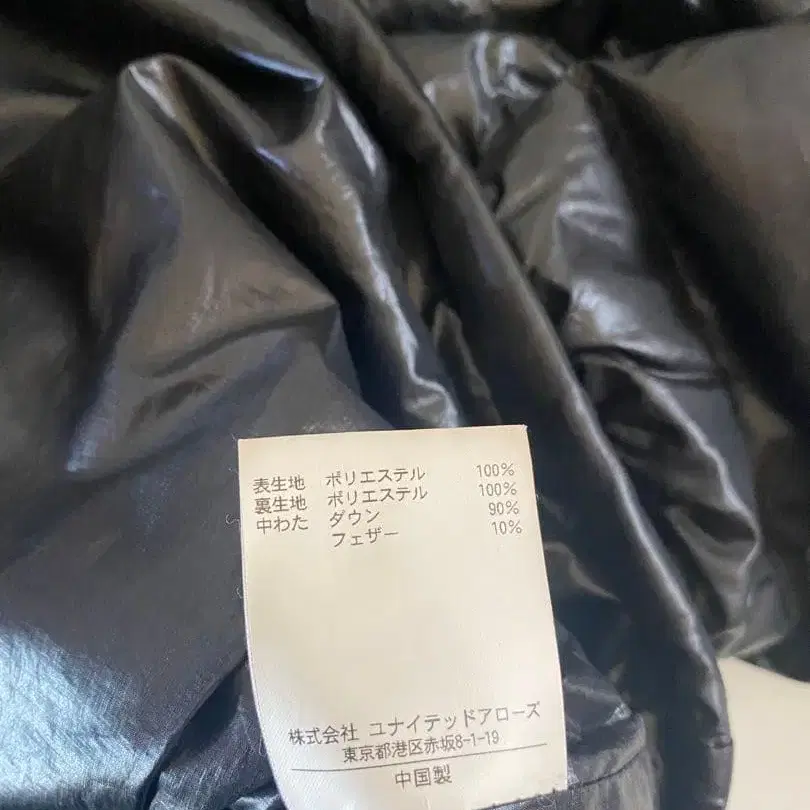 表生地 ポリエステル 100%
裏生地 ポリエステル 100%
中わた ダウン 90%
フェザー 10%
株式会社 ユナイテッドアローズ
東京都港区赤坂8-1-19
中国製